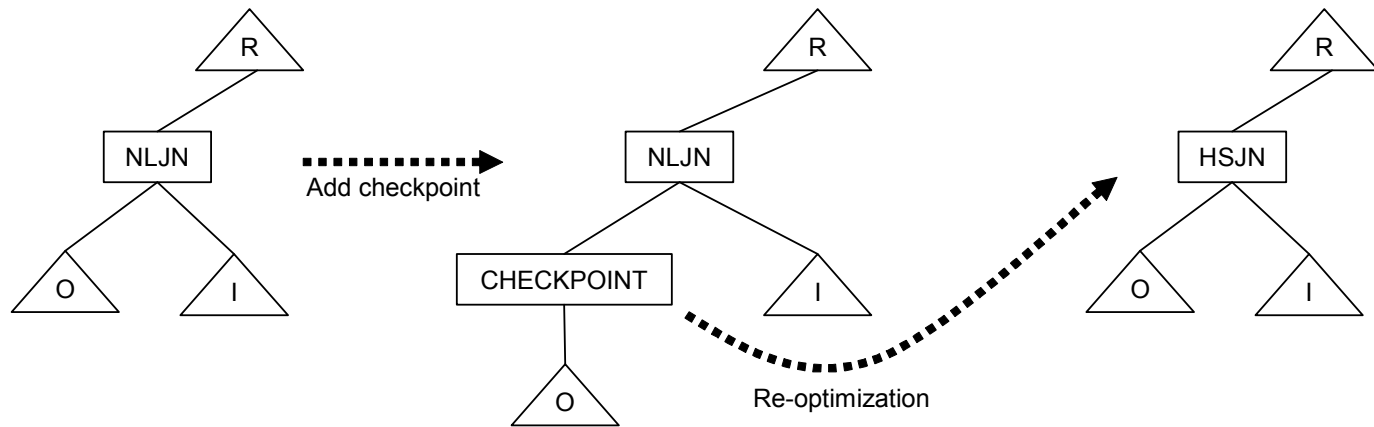 R
NLJN
O
I
Add checkpoint
R
NLJN
CHECKPOINT
I
O
Re-optimization
R
HSJN
O
I